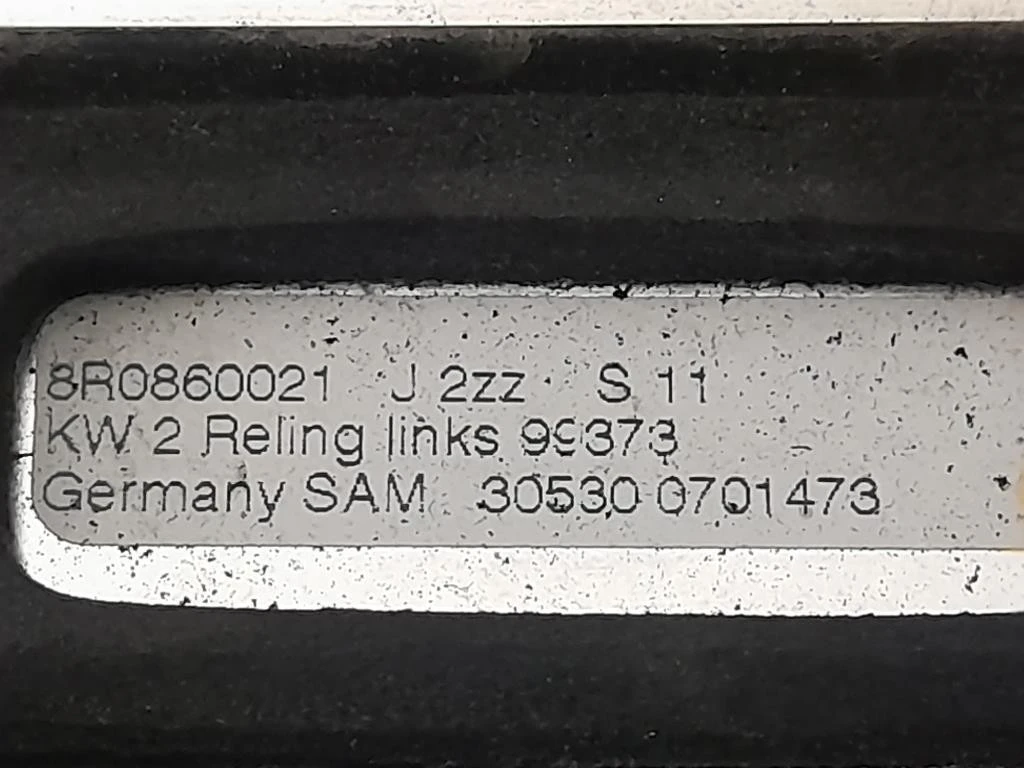 8R0860021 J 2zz S 11
KW 2 Reling links 99373
Germany SAM 30530 0701473